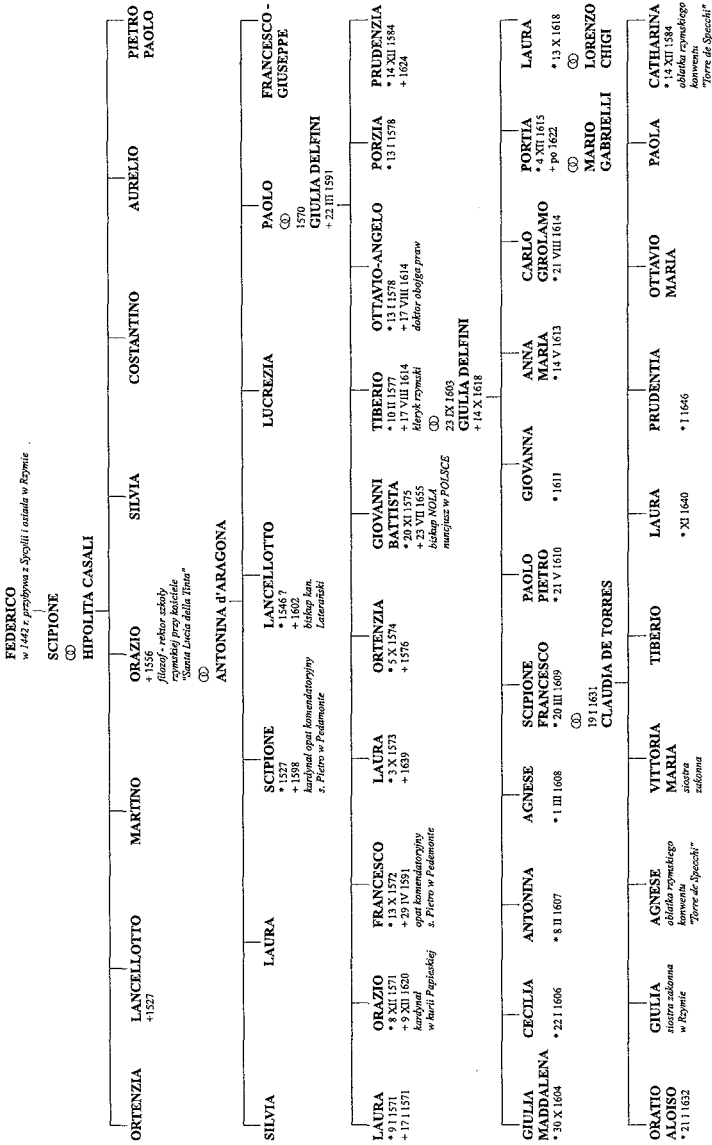 FEDERICO
w 1442 r. przybywa z Sycylii i osiada w Rzymie
SCIPIONE
⚭
HIPOLITA CASALI
ORTENZIA
LANCELLOTTO
+1527
MARTINO
ORAZIO
+ 1556
filozof - rektor szkoły
rzymskiej przy kościele
"Santa Lucia della Tinta"
⚭
ANTONINA d'ARAGONA
SILVIA
COSTANTINO
AURELIO
PIETRO
PAOLO
SILVIA
LAURA
SCIPIONE
* 1527
+ 1598
kardynał opat komendatoryjny
s. Pietro w Pedamonte
LANCELLOTTO
* 1546 ?
+ 1602
biskup kan.
Laterański
LUCREZIA
PAOLO
⚭
1570
GIULIA DELFINI
+ 22 III 1591
FRANCESCO -
GIUSEPPE
LAURA
* 9 I 1571
+ 17 I 1571
ORAZIO
* 8 XII 1571
+ 9 XII 1620
kardynał
w kurii Papieskiej
FRANCESCO
* 13 X 1572
+ 29 IV 1591
opat komendatoryjny
s. Pietro w Pedemonte
LAURA
* 3 X 1573
+ 1639
ORTENZIA
* 5 X 1574
+ 1576
GIOVANNI
BATTISTA
* 20 XI 1575
+ 23 VII 1655
biskup NOLA
nuncjusz w POLSCE
TIBERIO
* 10 II 1577
+ 17 VIII 1614
kleryk rzymski
⚭
23 IX 1603
GIULIA DELFINI
+ 14 X 1618
OTTAVIO-ANGELO
* 13 I 1578
+ 17 VIII 1614
doktor obojga praw
PORZIA
* 13 I 1578
PRUDENZIA
* 14 XII 1584
+ 1624
GIULIA
MADDALENA
* 30 X 1604
CECILIA
* 22 I 1606
ANTONINA
* 8 II 1607
AGNESE
* 1 III 1608
SCIPIONE
FRANCESCO
* 20 III 1609
⚭
19 I 1631
CLAUDIA DE TORRES
PAOLO
PIETRO
* 21 V 1610
GIOVANNA
* 1611
ANNA
MARIA
* 14 V 1613
CARLO
GIROLAMO
* 21 VIII 1614
PORTIA
* 4 XII 1615
+ po 1622
⚭
MARIO
GABRIELLI
LAURA
* 13 X 1618
⚭
LORENZO
CHIGI
ORATIO
ALOISO
* 21 I 1632
GIULIA
siostra zakonna
w Rzymie
AGNESE
oblatka rzymskiego
konwentu
"Torre de Specchi"
VITTORIA
MARIA
siostra
zakonna
TIBERIO
LAURA
* XI 1640
PRUDENTIA
* I 1646
OTTAVIO
MARIA
PAOLA
CATHARINA
* 14 XII 1584
oblatka rzymskiego
konwentu
"Torre de Specchi"